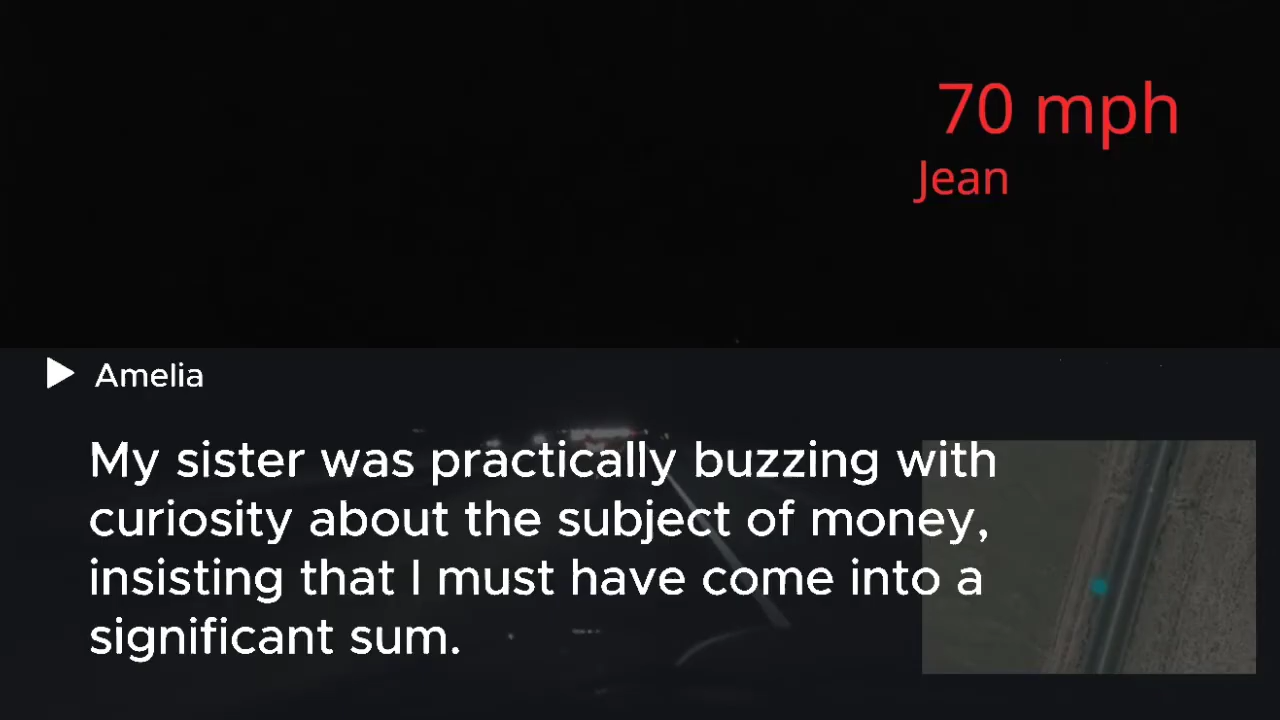 70 mph
Jean
Amelia
My sister was practically buzzing with
curiosity about the subject of money,
insisting that I must have come into a
significant sum.